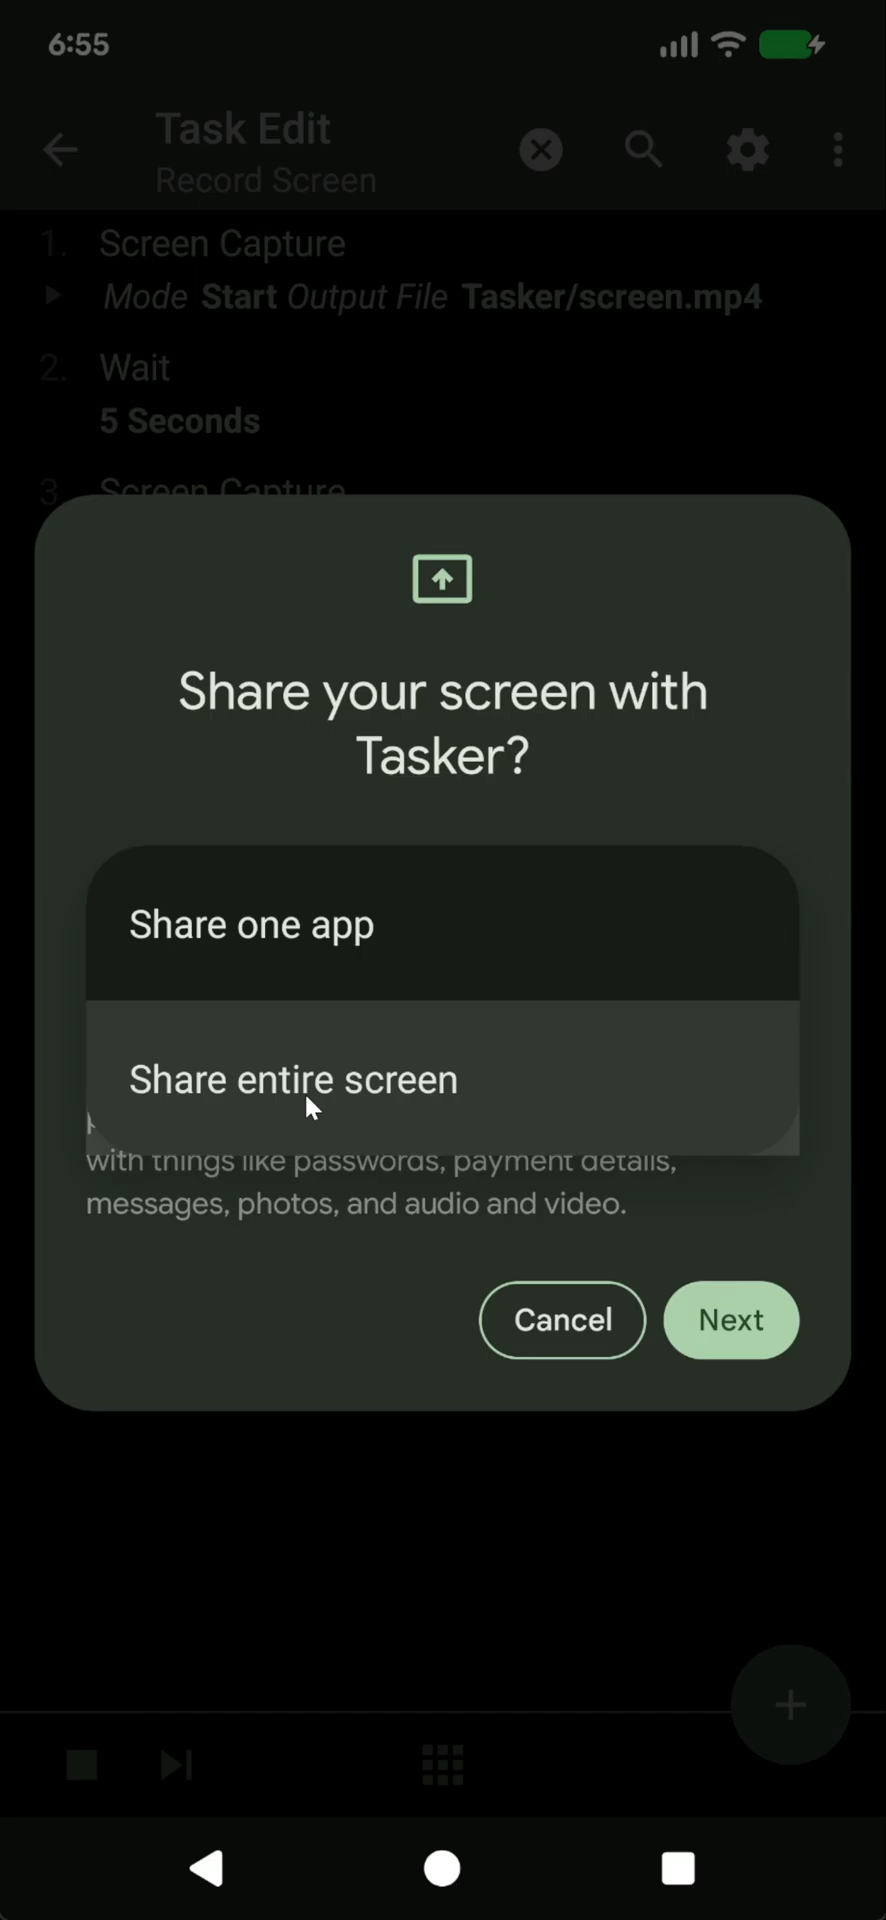 6:55
Task Edit
Record Screen
1. Screen Capture
Mode Start Output File Tasker/screen.mp4
2. Wait
5 Seconds
3. Screen Capture
Share your screen with
Tasker?
Share one app
Share entire screen
with things like passwords, payment details,
messages, photos, and audio and video.
Cancel
Next